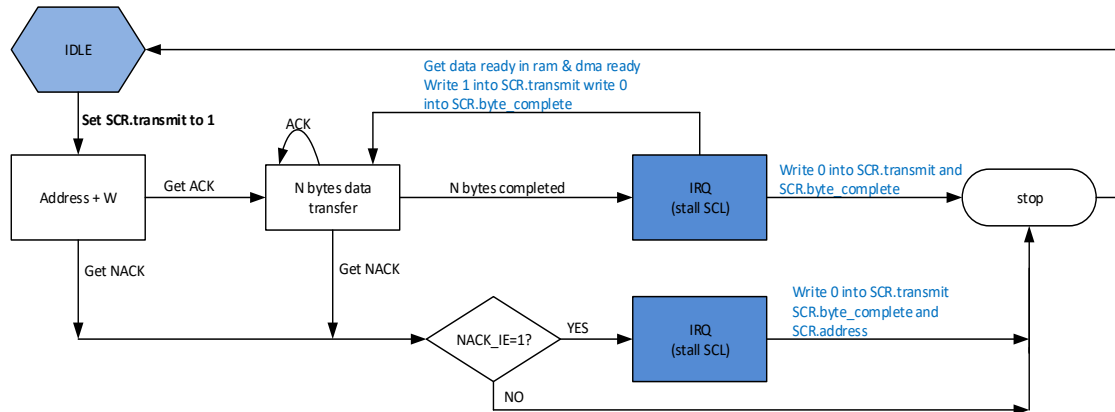 IDLE
Get data ready in ram & dma ready
Write 1 into SCR.transmit write 0
into SCR.byte_complete
Set SCR.transmit to 1
ACK
Address + W
Get ACK
N bytes data
transfer
N bytes completed
IRQ
(stall SCL)
Write 0 into SCR.transmit and
SCR.byte_complete
stop
Get NACK
Get NACK
NACK_IE=1?
YES
IRQ
(stall SCL)
Write 0 into SCR.transmit
SCR.byte_complete and
SCR.address
NO